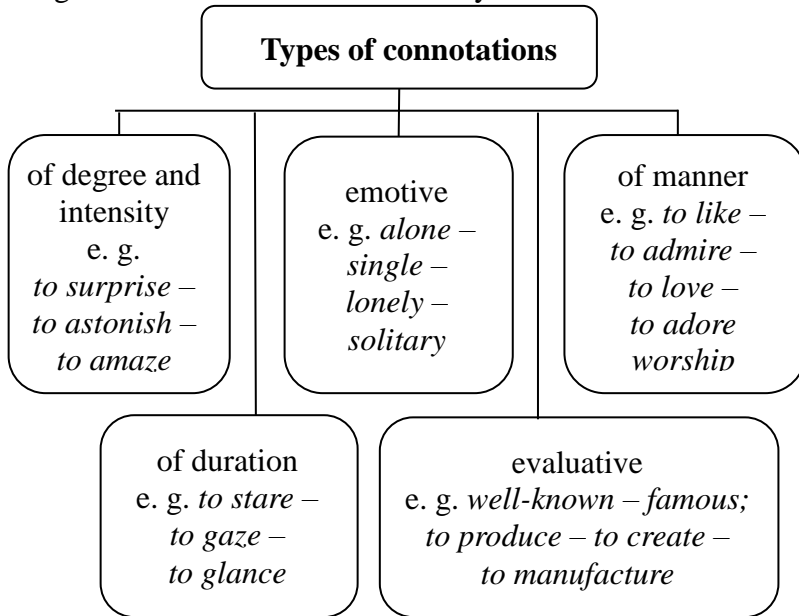 Types of connotations
of degree and
intensity
e. g.
to surprise –
to astonish –
to amaze
emotive
e. g. alone –
single –
lonely –
solitary
of manner
e. g. to like –
to admire –
to love –
to adore
worship
of duration
e. g. to stare –
to gaze –
to glance
evaluative
e. g. well-known – famous;
to produce – to create –
to manufacture